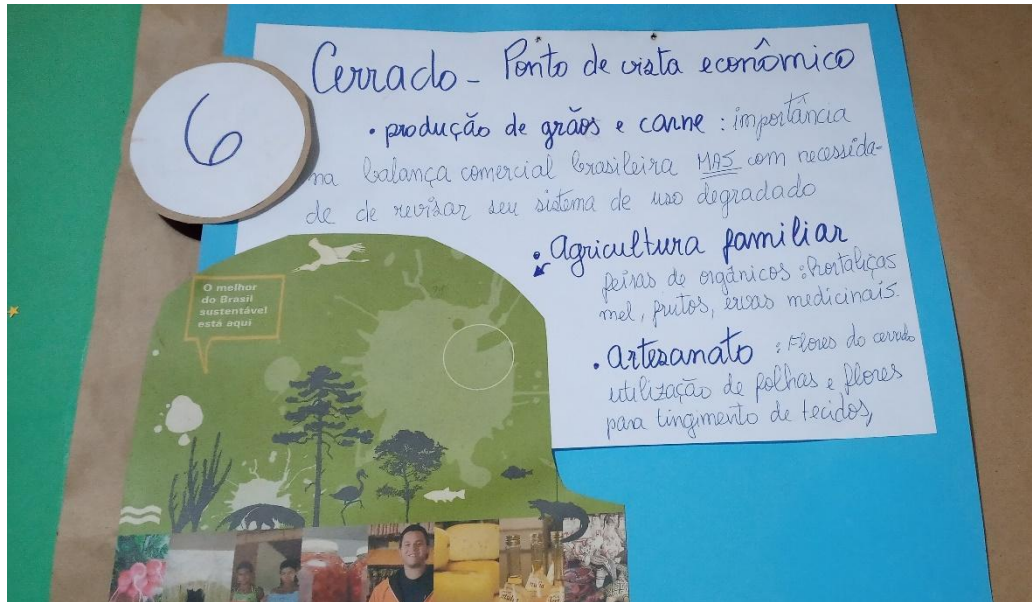 6
Cerrado - Ponto de vista econômico
• produção de grãos e carne : importância
na balança comercial brasileira MAS com necessida-
de de revisar seu sistema de uso degradado
• Agricultura familiar
feiras de orgânicos : hortaliças
mel, frutos, ervas medicinais.
• Artesanato : Flores do cerrado
utilização de folhas e flores
para tingimento de tecidos,
O melhor
do Brasil
sustentável
está aqui